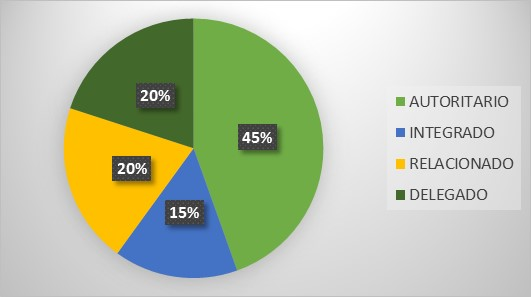 20%
45%
20%
15%
AUTORITARIO
INTEGRADO
RELACIONADO
DELEGADO